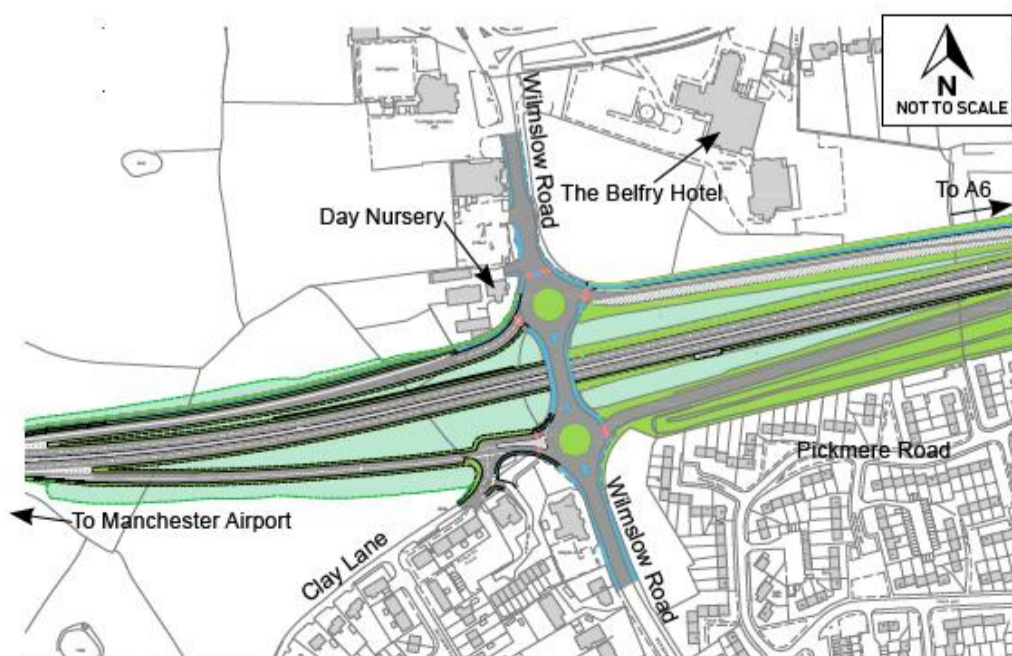 N
NOT TO SCALE
Wilmslow Road
The Belfry Hotel
To A6
Day Nursery
Pickmere Road
To Manchester Airport
Clay Lane
Wilmslow Road